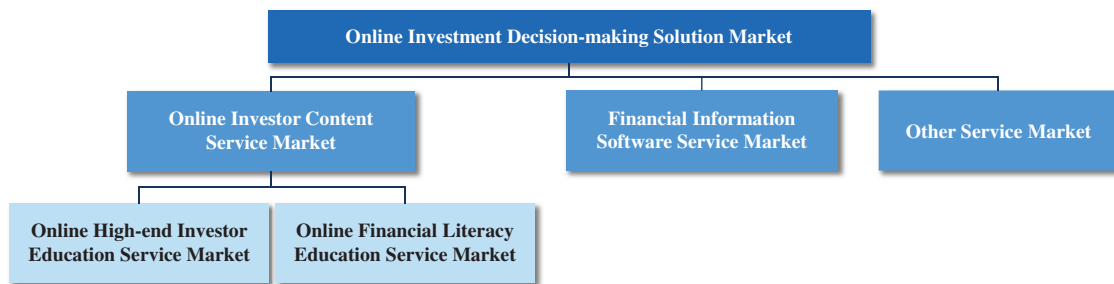 Online Investment Decision-making Solution Market
Online Investor Content
Service Market
Financial Information
Software Service Market
Other Service Market
Online High-end Investor
Education Service Market
Online Financial Literacy
Education Service Market